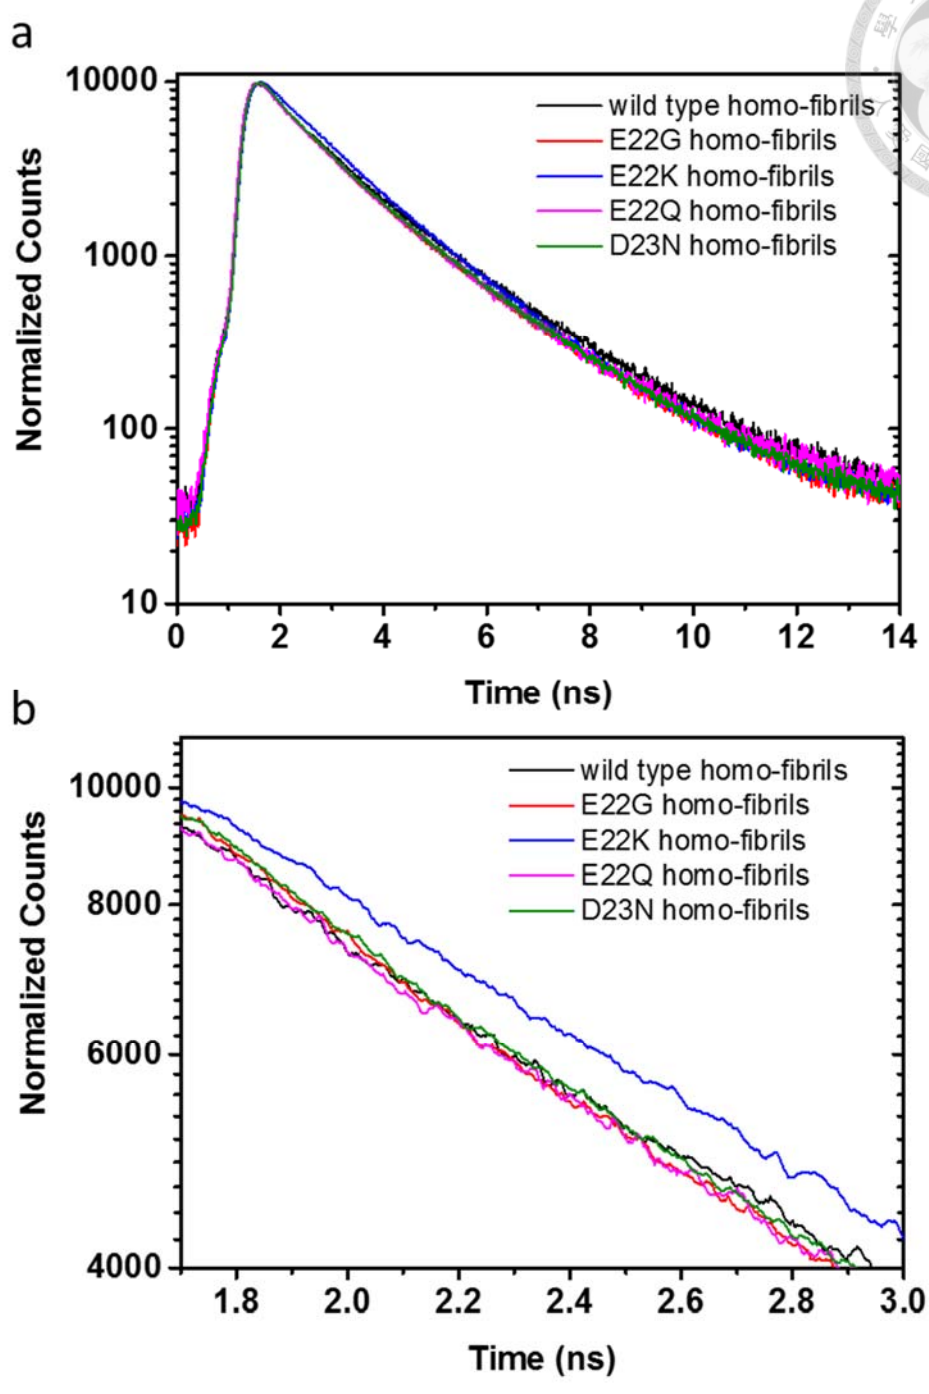 a
10000
1000
100
10
Normalized Counts
wild type homo-fibrils
E22G homo-fibrils
E22K homo-fibrils
E22Q homo-fibrils
D23N homo-fibrils
0 2 4 6 8 10 12 14
Time (ns)
b
10000
8000
6000
4000
Normalized Counts
wild type homo-fibrils
E22G homo-fibrils
E22K homo-fibrils
E22Q homo-fibrils
D23N homo-fibrils
1.8 2.0 2.2 2.4 2.6 2.8 3.0
Time (ns)